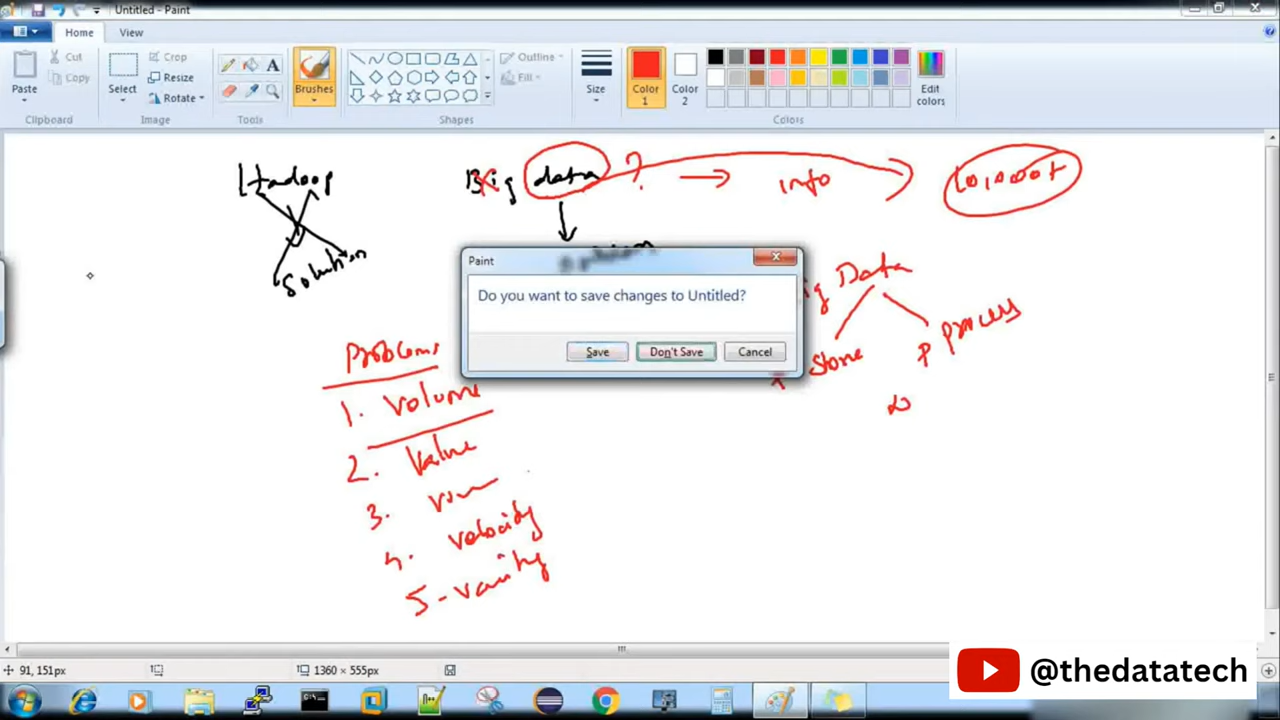 Untitled - Paint
Home
View
Paste
Cut
Copy
Clipboard
Select
Crop
Resize
Rotate
Image
Tools
Brushes
Shapes
Outline
Fill
Size
Color 1
Color 2
Edit colors
Colors
Hadoop
Solution
Big data ? → info
Problems
1. Volume
2. Value
3.
4. velocity
5-
Data
Store
process
Paint
Do you want to save changes to Untitled?
Save
Don't Save
Cancel
91, 151px
1360 × 555px
@thedatatech